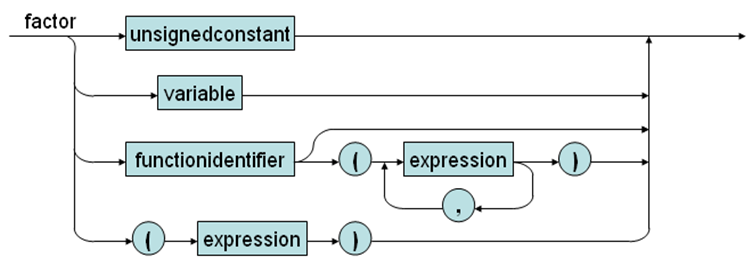 factor
unsignedconstant
variable
functionidentifier ( expression )
,
( expression )